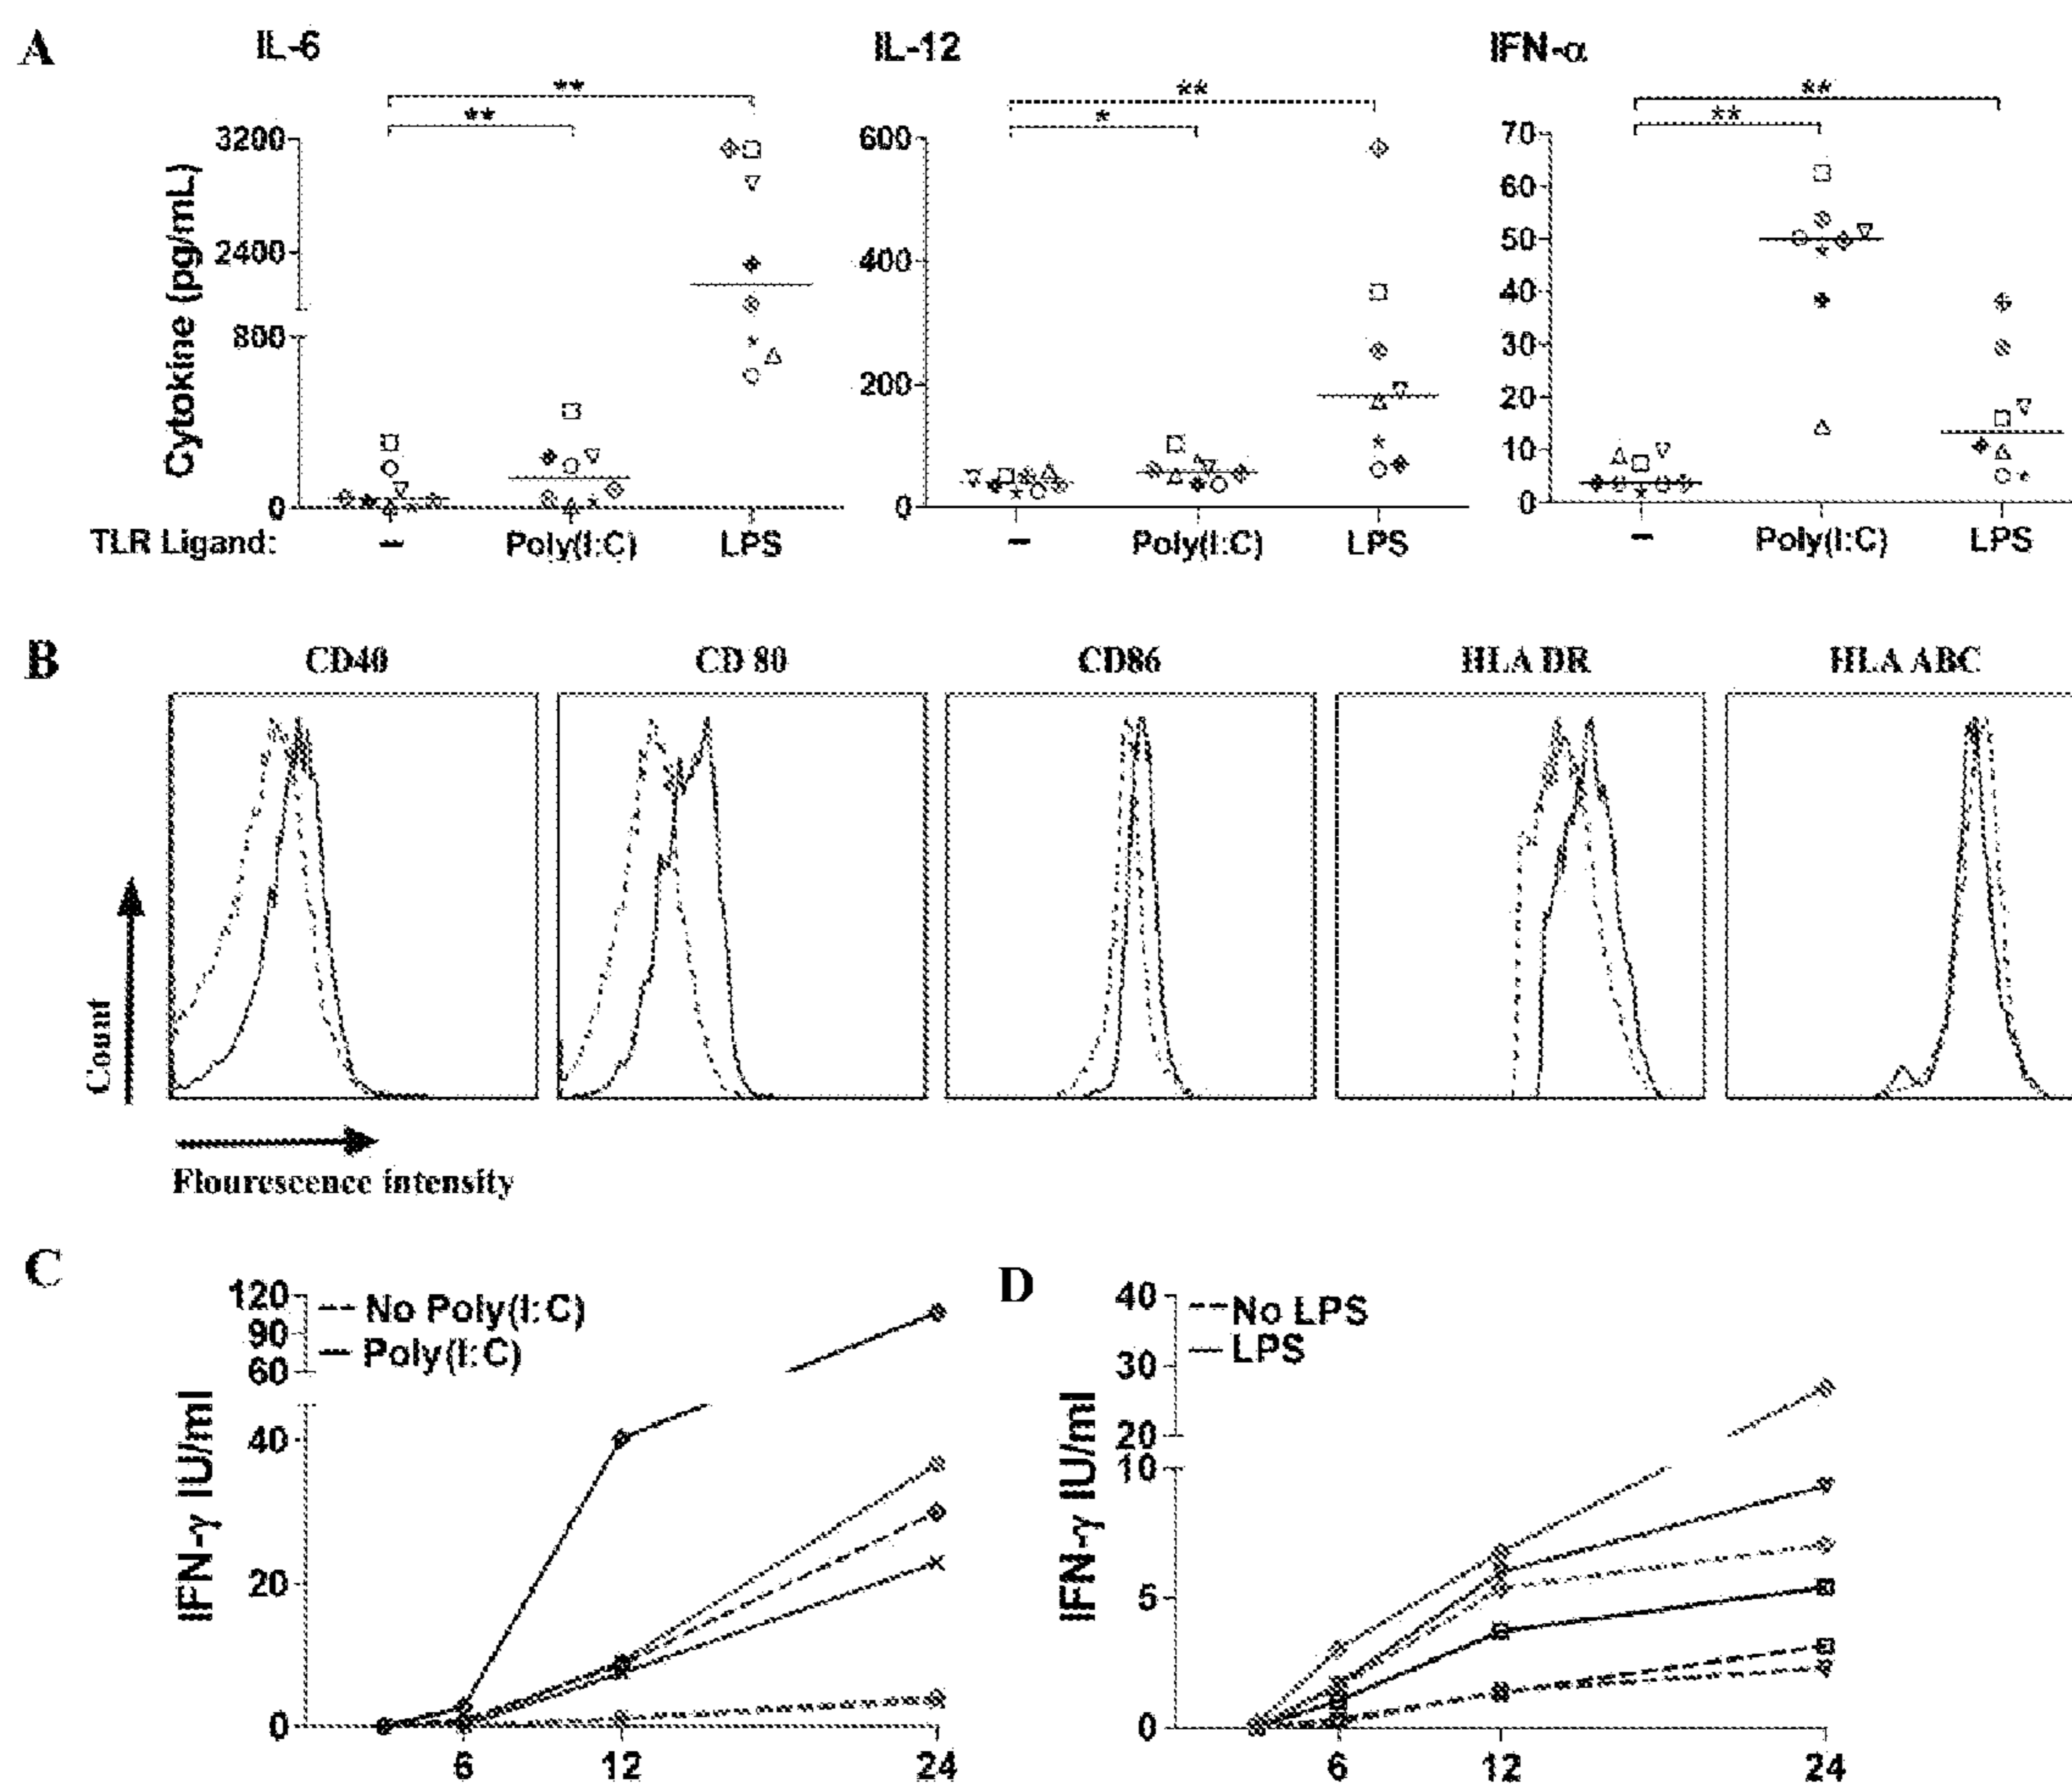 A
IL-6
IL-12
IFN-α
**
**
**
*
**
**
Cytokine (pg/mL)
3200
2400
800
0
600
400
200
0
70
60
50
40
30
20
10
0
TLR Ligand:
– Poly(I:C) LPS
– Poly(I:C) LPS
– Poly(I:C) LPS
B
CD40
CD 80
CD86
HLA DR
HLA ABC
Count
Flourescence intensity
C
IFN-γ IU/ml
120
90
60
40
20
0
No Poly(I:C)
Poly(I:C)
6 12 24
D
IFN-γ IU/ml
40
30
20
10
5
0
No LPS
LPS
6 12 24